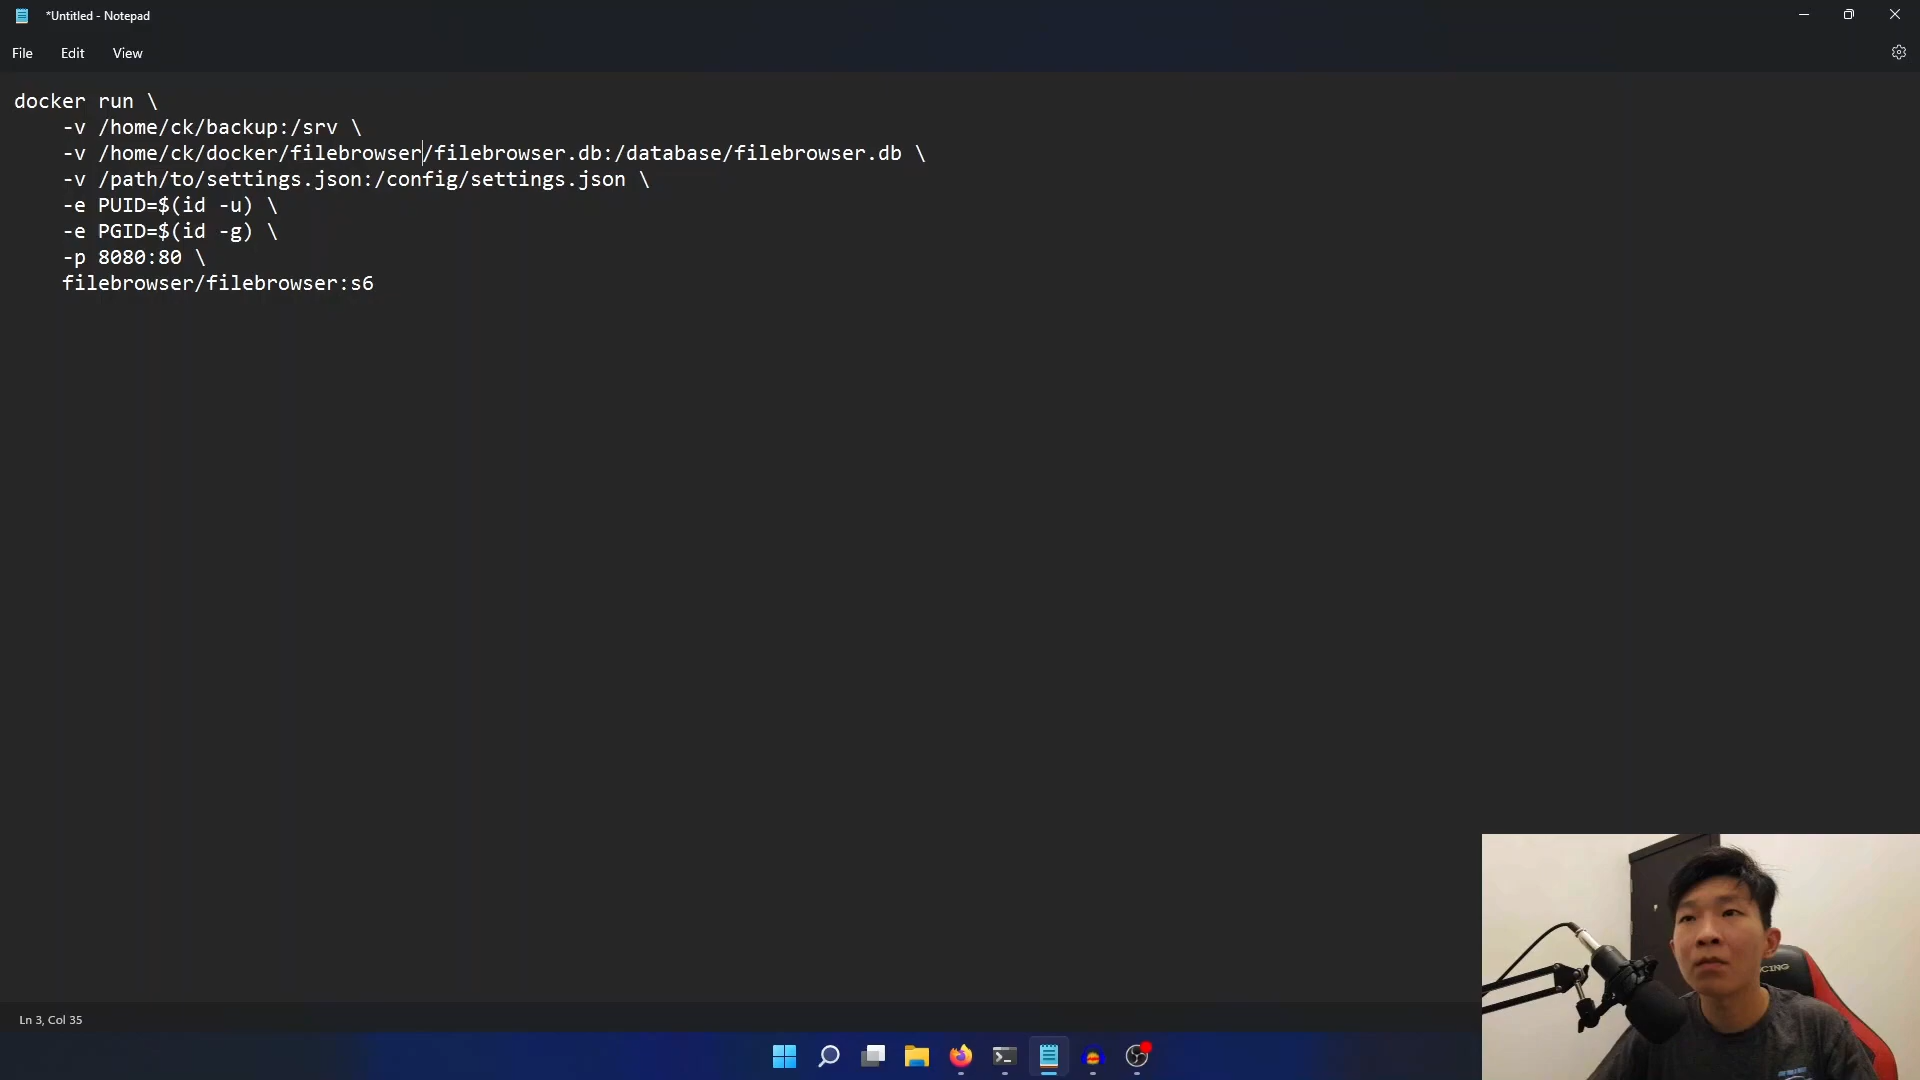 *Untitled - Notepad
File Edit View
docker run \
-v /home/ck/backup:/srv \
-v /home/ck/docker/filebrowser/filebrowser.db:/database/filebrowser.db \
-v /path/to/settings.json:/config/settings.json \
-e PUID=$(id -u) \
-e PGID=$(id -g) \
-p 8080:80 \
filebrowser/filebrowser:s6
CING
Ln 3, Col 35